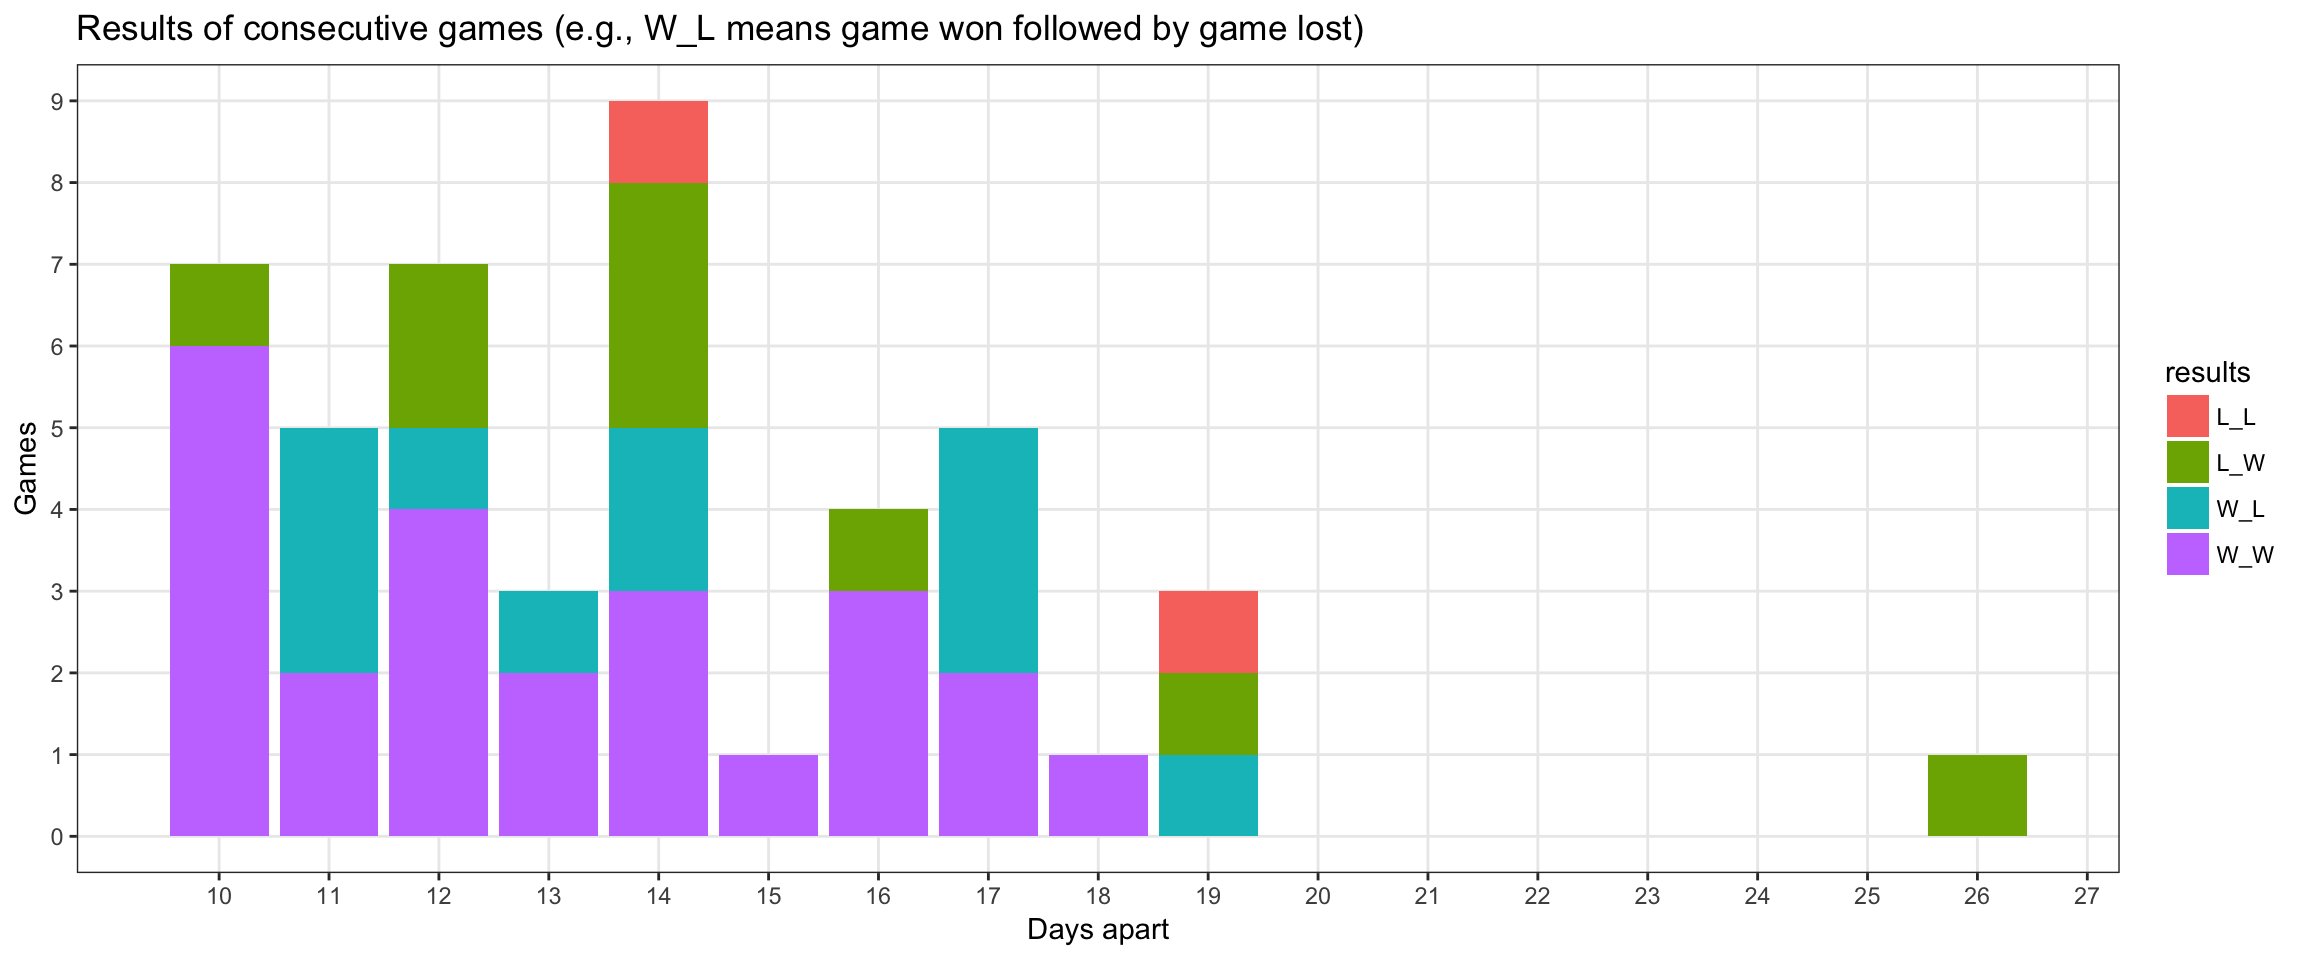 Results of consecutive games (e.g., W_L means game won followed by game lost)
Games
9
8
7
6
5
4
3
2
1
0
10 11 12 13 14 15 16 17 18 19 20 21 22 23 24 25 26 27
Days apart
results
L_L
L_W
W_L
W_W